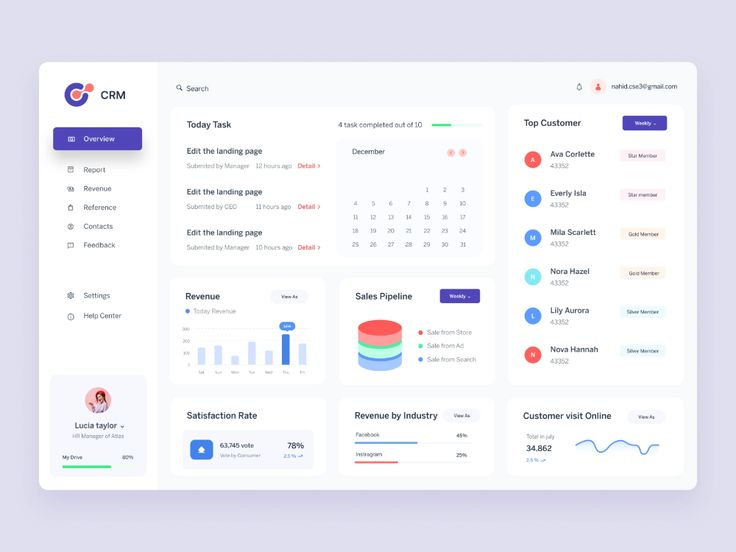 CRM
Overview
Report
Revenue
Reference
Contacts
Feedback
Settings
Help Center
Lucia taylor
HR Manager of Atlas
My Drive 80%
Search
nahid.cse3@gmail.com
Today Task
4 task completed out of 10
Edit the landing page
Submited by Manager 12 hours ago Detail >
Edit the landing page
Submited by CEO 11 hours ago Detail >
Edit the landing page
Submited by Manager 10 hours ago Detail >
December
1 2 3
4 5 6 7 8 9 10
11 12 13 14 15 16 17
18 19 20 21 22 23 24
25 26 27 28 29 30 31
Top Customer
Weekly
A Ava Corlette Star Member
43352
E Everly Isla Star member
43352
M Mila Scarlett Gold Member
43352
N Nora Hazel Gold Member
43352
L Lily Aurora Silver Member
43352
N Nova Hannah Silver Member
43352
Revenue
View As
Today Revenue
300
200
100
0
Sat Sun Mon Tue Wed Thu Fri
Sales Pipeline
Weekly
Sale from Store
Sale from Ad
Sale from Search
Satisfaction Rate
63,745 vote 78%
Vote by Consumer 2.5 %
Revenue by Industry
View As
Facebook 45%
Instragram 25%
Customer visit Online
View As
Total in july
34,862
2.5 %